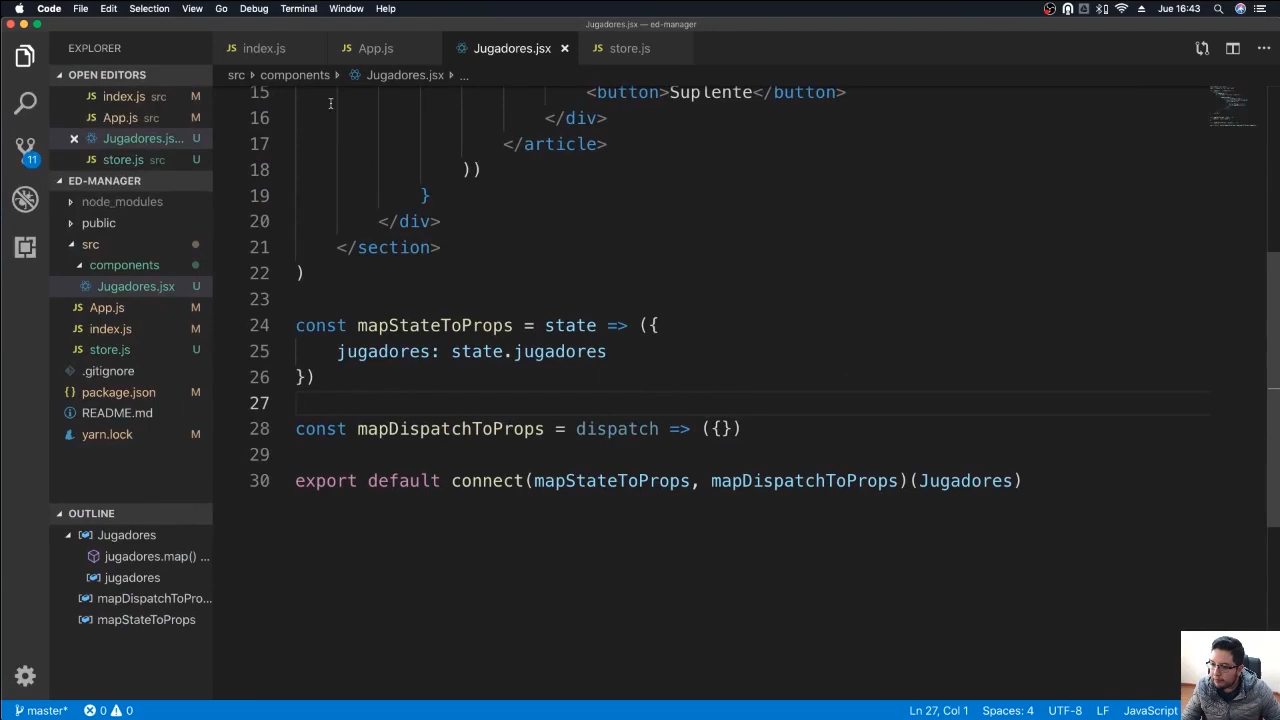 Code File Edit Selection View Go Debug Terminal Window Help Jue 16:43
Jugadores.jsx — ed-manager
EXPLORER
index.js App.js Jugadores.jsx × store.js
OPEN EDITORS
index.js src M
App.js src M
Jugadores.js... U
store.js src U
ED-MANAGER
node_modules
public
src
components
Jugadores.jsx U
App.js M
index.js M
store.js U
.gitignore
package.json M
README.md
yarn.lock M
OUTLINE
Jugadores
jugadores.map() ...
jugadores
mapDispatchToPro...
mapStateToProps
src > components > Jugadores.jsx > ...
15 <button>Suplente</button>
16 </div>
17 </article>
18 ))
19 }
20 </div>
21 </section>
22 )
23
24 const mapStateToProps = state => ({
25 jugadores: state.jugadores
26 })
27
28 const mapDispatchToProps = dispatch => ({})
29
30 export default connect(mapStateToProps, mapDispatchToProps)(Jugadores)
11
master* 0 0 Ln 27, Col 1 Spaces: 4 UTF-8 LF JavaScript